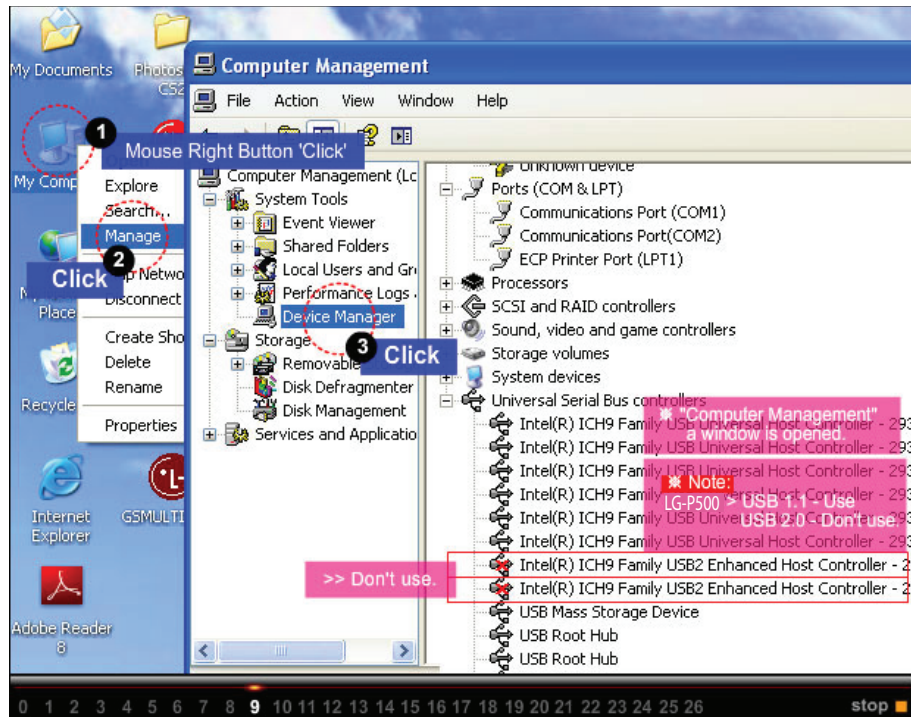 My Documents
Photos
CS2
My Comp
1
Mouse Right Button 'Click'
Explore
Search...
Manage
2
Click
Netwo
Disconnect
Place
Create Sho
Delete
Rename
Recycle
Properties
Internet
Explorer
GSMULTI
Adobe Reader
8
Computer Management
File Action View Window Help
Computer Management (Lc
System Tools
Event Viewer
Shared Folders
Local Users and Gr
Performance Logs
Device Manager
3
Click
Storage
Removable
Disk Defragmenter
Disk Management
Services and Applicatio
Unknown device
Ports (COM & LPT)
Communications Port (COM1)
Communications Port(COM2)
ECP Printer Port (LPT1)
Processors
SCSI and RAID controllers
Sound, video and game controllers
Storage volumes
System devices
Universal Serial Bus controllers
Intel(R) ICH9 Family USB Universal Host Controller - 293
Intel(R) ICH9 Family USB Universal Host Controller - 293
Intel(R) ICH9 Family USB Universal Host Controller - 293
Intel(R) ICH9 Family USB Universal Host Controller - 293
Intel(R) ICH9 Family USB Universal Host Controller - 293
Intel(R) ICH9 Family USB Universal Host Controller - 293
Intel(R) ICH9 Family USB2 Enhanced Host Controller - 2
Intel(R) ICH9 Family USB2 Enhanced Host Controller - 2
USB Mass Storage Device
USB Root Hub
USB Root Hub
※ "Computer Management"
a window is opened.
※ Note:
LG-P500 > USB 1.1 - Use
USB 2.0 - Don't use.
>> Don't use.
0 1 2 3 4 5 6 7 8 9 10 11 12 13 14 15 16 17 18 19 20 21 22 23 24 25 26
stop